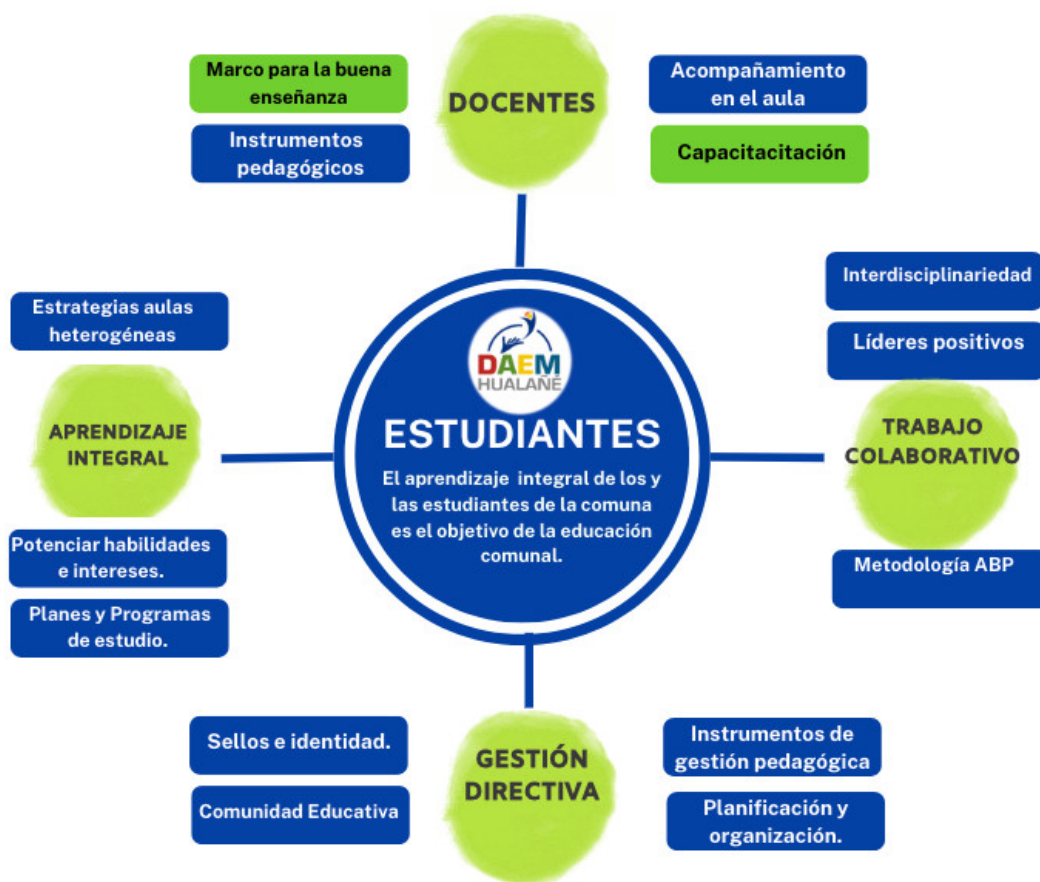 Marco para la buena
enseñanza
Instrumentos
pedagógicos
DOCENTES
Acompañamiento
en el aula
Capacitacitación
Interdisciplinariedad
Líderes positivos
TRABAJO
COLABORATIVO
Metodología ABP
Estrategias aulas
heterogéneas
APRENDIZAJE
INTEGRAL
Potenciar habilidades
e intereses.
Planes y Programas
de estudio.
DAEM
HUALAÑÉ
ESTUDIANTES
El aprendizaje integral de los y
las estudiantes de la comuna
es el objetivo de la educación
comunal.
Sellos e identidad.
Comunidad Educativa
GESTIÓN
DIRECTIVA
Instrumentos de
gestión pedagógica
Planificación y
organización.